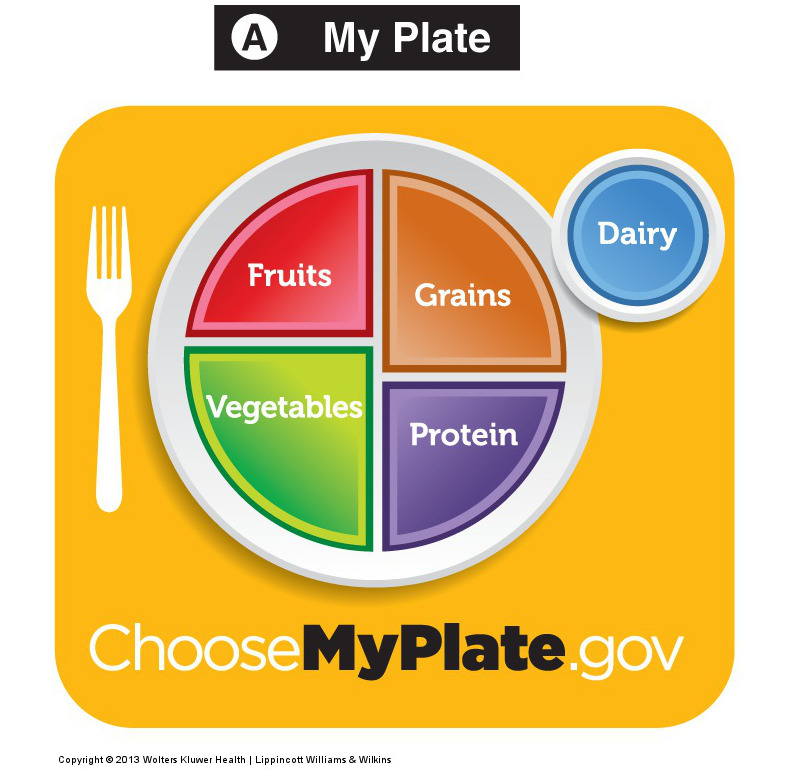 A My Plate
Dairy
Fruits
Grains
Vegetables
Protein
ChooseMyPlate.gov
Copyright © 2013 Wolters Kluwer Health | Lippincott Williams & Wilkins